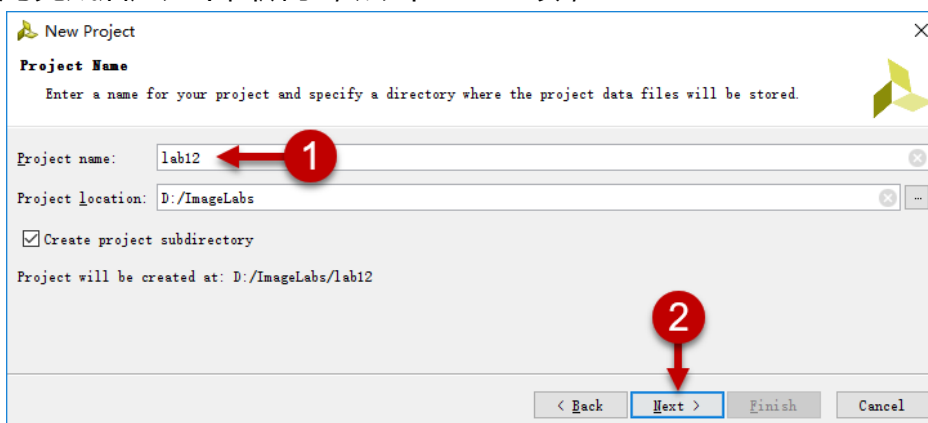 New Project
Project Name
Enter a name for your project and specify a directory where the project data files will be stored.
Project name: lab12
1
Project location: D:/ImageLabs ...
Create project subdirectory
Project will be created at: D:/ImageLabs/lab12
2
< Back Next > Finish Cancel